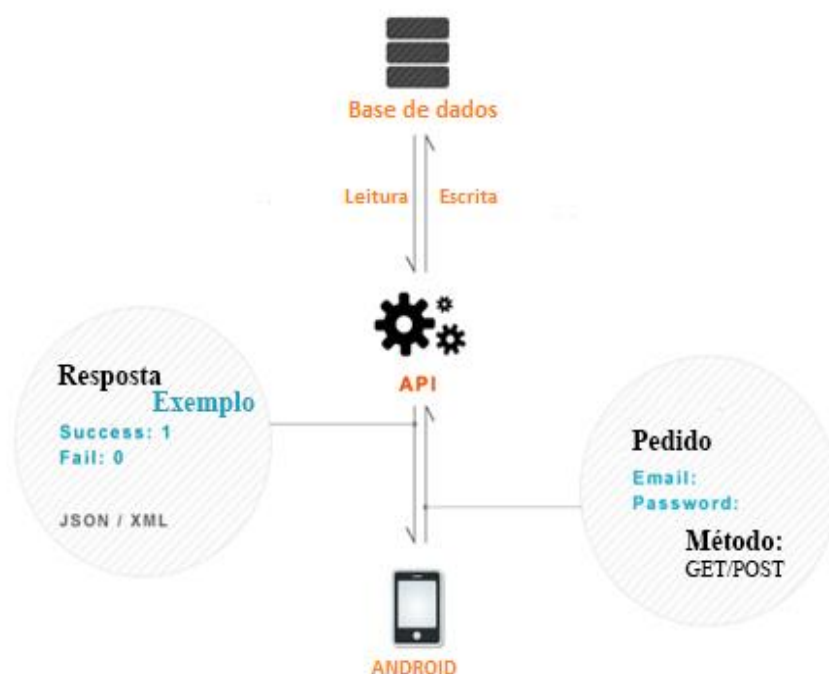 Base de dados
Leitura
Escrita
API
Resposta
Exemplo
Success: 1
Fail: 0
JSON / XML
Pedido
Email:
Password:
Método:
GET/POST
ANDROID